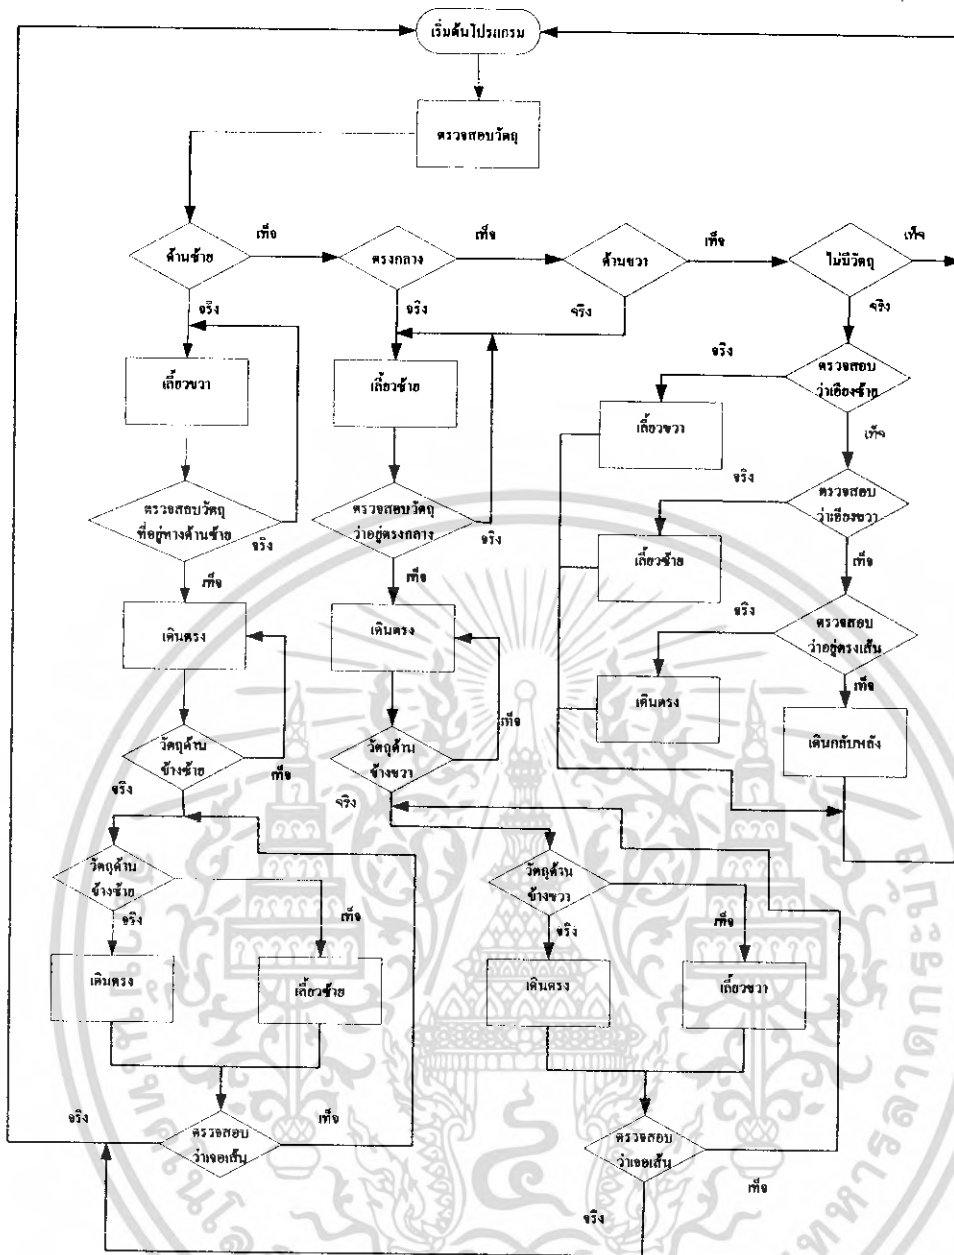 เริ่มต้นโปรแกรม
ตรวจสอบวัตถุ
ด้านซ้าย
เท็จ
ตรงกลาง
เท็จ
ด้านขวา
เท็จ
ไม่มีวัตถุ
เท็จ
จริง
จริง
จริง
จริง
เลี้ยวขวา
เลี้ยวซ้าย
จริง
ตรวจสอบ
ว่าเอียงซ้าย
เลี้ยวขวา
เท็จ
ตรวจสอบวัตถุ
ที่อยู่ทางด้านซ้าย
จริง
ตรวจสอบวัตถุ
ว่าอยู่ตรงกลาง
จริง
จริง
ตรวจสอบ
ว่าเอียงขวา
เลี้ยวซ้าย
เท็จ
เท็จ
เท็จ
เดินตรง
เดินตรง
จริง
ตรวจสอบ
ว่าอยู่ตรงเส้น
เดินตรง
เท็จ
เดินกลับหลัง
วัตถุด้าน
ข้างซ้าย
เท็จ
จริง
วัตถุด้าน
ข้างขวา
เท็จ
จริง
วัตถุด้าน
ข้างซ้าย
จริง
เท็จ
วัตถุด้าน
ข้างขวา
จริง
เท็จ
เดินตรง
เลี้ยวซ้าย
เดินตรง
เลี้ยวขวา
จริง
ตรวจสอบ
ว่าเจอเส้น
เท็จ
ตรวจสอบ
ว่าเจอเส้น
เท็จ
จริง